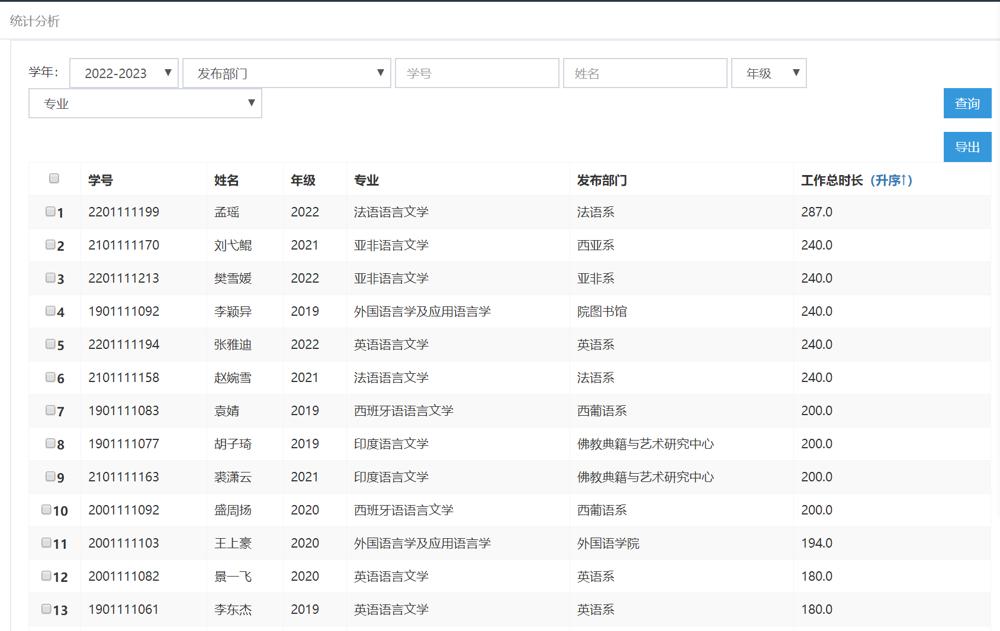 统计分析
学年： 2022-2023 ▼ 发布部门 ▼ 学号 姓名 年级 ▼
专业 ▼ 查询
导出
学号 姓名 年级 专业 发布部门 工作总时长（升序↑）
1 2201111199 孟瑶 2022 法语语言文学 法语系 287.0
2 2101111170 刘弋鲲 2021 亚非语言文学 西亚系 240.0
3 2201111213 樊雪媛 2022 亚非语言文学 亚非系 240.0
4 1901111092 李颖异 2019 外国语言学及应用语言学 院图书馆 240.0
5 2201111194 张雅迪 2022 英语语言文学 英语系 240.0
6 2101111158 赵婉雪 2021 法语语言文学 法语系 240.0
7 1901111083 袁婧 2019 西班牙语语言文学 西葡语系 200.0
8 1901111077 胡子琦 2019 印度语言文学 佛教典籍与艺术研究中心 200.0
9 2101111163 裘潇云 2021 印度语言文学 佛教典籍与艺术研究中心 200.0
10 2001111092 盛周扬 2020 西班牙语语言文学 西葡语系 200.0
11 2001111103 王上豪 2020 外国语言学及应用语言学 外国语学院 194.0
12 2001111082 景一飞 2020 英语语言文学 英语系 180.0
13 1901111061 李东杰 2019 英语语言文学 英语系 180.0